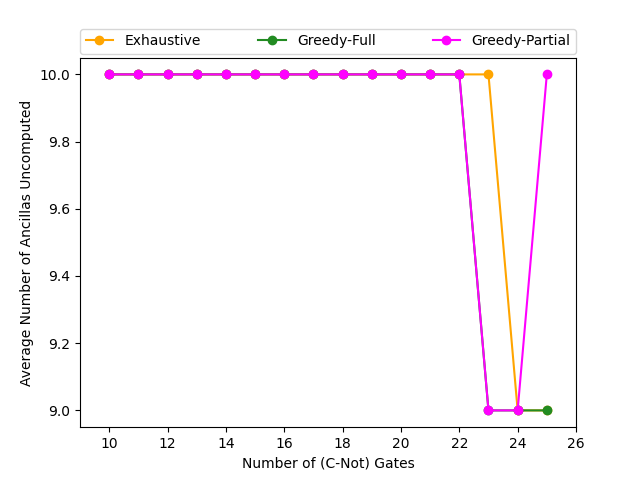 Exhaustive Greedy-Full Greedy-Partial
Average Number of Ancillas Uncomputed
10.0
9.8
9.6
9.4
9.2
9.0
10 12 14 16 18 20 22 24 26
Number of (C-Not) Gates